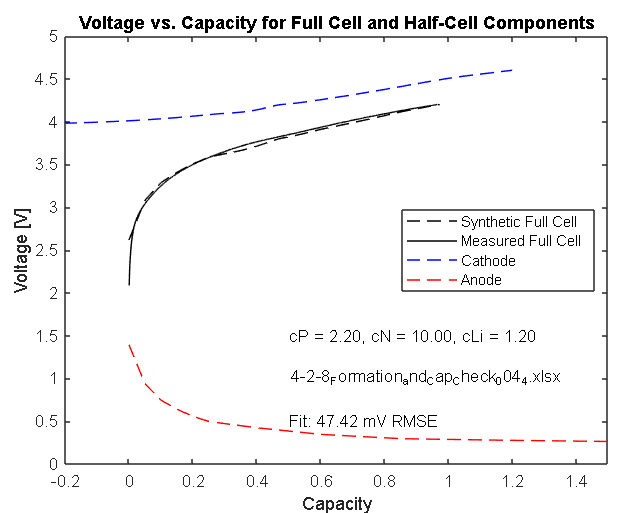 Voltage vs. Capacity for Full Cell and Half-Cell Components
5
4.5
4
3.5
3
2.5
2
1.5
1
0.5
0
Voltage [V]
Synthetic Full Cell
Measured Full Cell
Cathode
Anode
cP = 2.20, cN = 10.00, cLi = 1.20
4-2-8FormationandCapCheck0044.xlsx
Fit: 47.42 mV RMSE
-0.2 0 0.2 0.4 0.6 0.8 1 1.2 1.4
Capacity